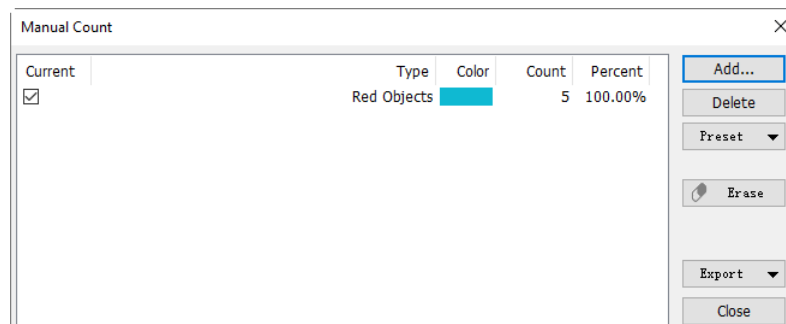 Manual Count
Current Type Color Count Percent
Red Objects 5 100.00%
Add...
Delete
Preset
Erase
Export
Close